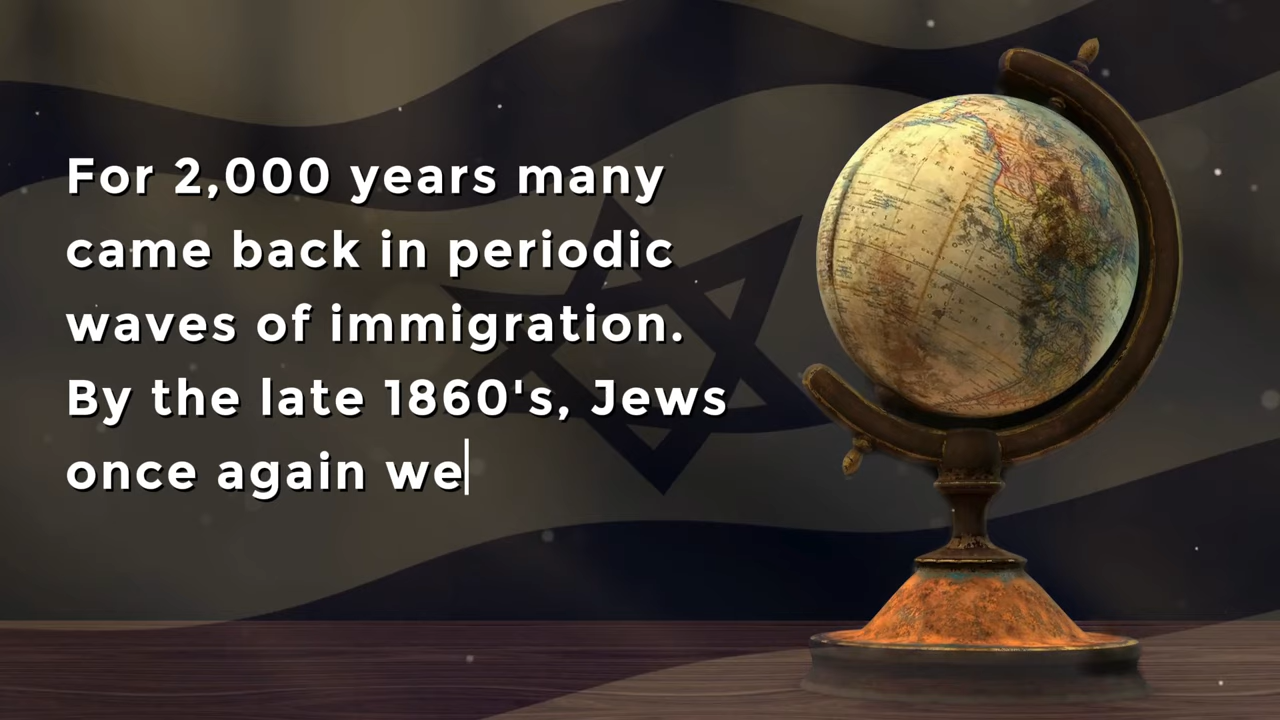 For 2,000 years many
came back in periodic
waves of immigration.
By the late 1860's, Jews
once again we